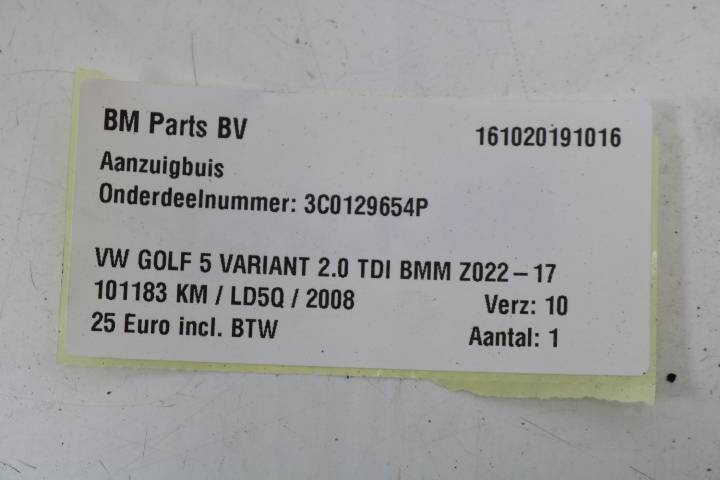 BM Parts BV 161020191016
Aanzuigbuis
Onderdeelnummer: 3C0129654P
VW GOLF 5 VARIANT 2.0 TDI BMM Z022-17
101183 KM / LD5Q / 2008 Verz: 10
25 Euro incl. BTW Aantal: 1